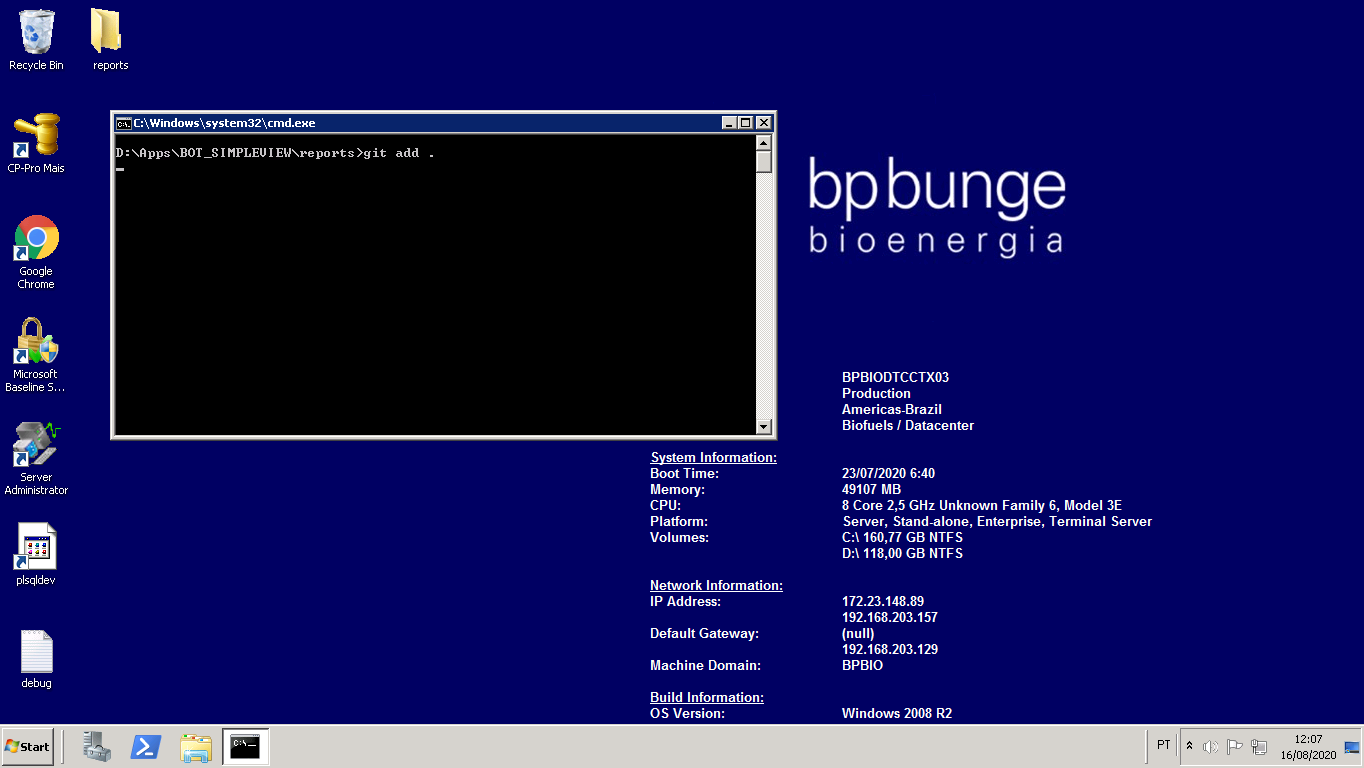 Recycle Bin
reports
CP-Pro Mais
Google
Chrome
Microsoft
Baseline S...
Server
Administrator
plsqldev
debug
C:\Windows\system32\cmd.exe
D:\Apps\BOT_SIMPLEVIEW\reports>git add .
bp bunge
bioenergia
BPBIODTCCTX03
Production
Americas-Brazil
Biofuels / Datacenter
System Information:
Boot Time: 23/07/2020 6:40
Memory: 49107 MB
CPU: 8 Core 2,5 GHz Unknown Family 6, Model 3E
Platform: Server, Stand-alone, Enterprise, Terminal Server
Volumes: C:\ 160,77 GB NTFS
D:\ 118,00 GB NTFS
Network Information:
IP Address: 172.23.148.89
192.168.203.157
Default Gateway: (null)
192.168.203.129
Machine Domain: BPBIO
Build Information:
OS Version: Windows 2008 R2
Start
PT
12:07
16/08/2020